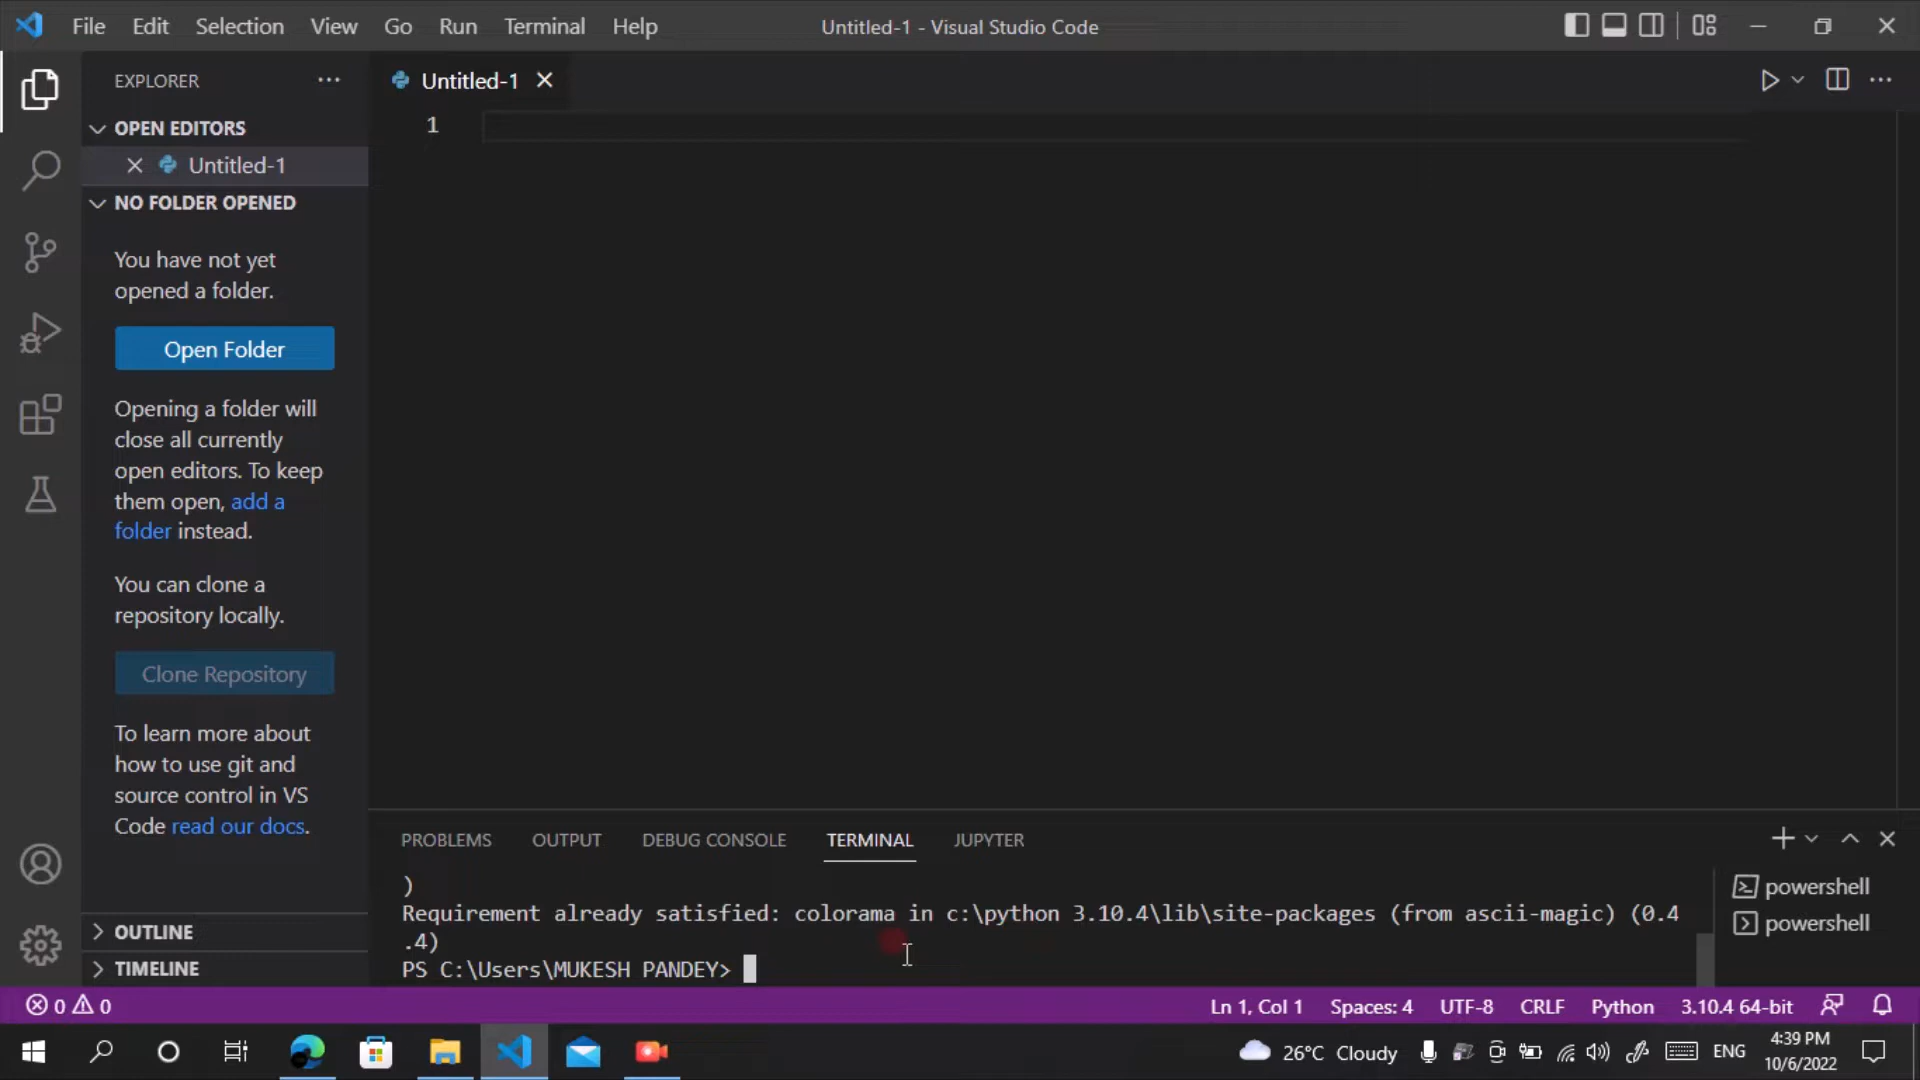 File Edit Selection View Go Run Terminal Help
Untitled-1 - Visual Studio Code
EXPLORER
Untitled-1
OPEN EDITORS
Untitled-1
NO FOLDER OPENED
You have not yet
opened a folder.
Open Folder
Opening a folder will
close all currently
open editors. To keep
them open, add a
folder instead.
You can clone a
repository locally.
Clone Repository
To learn more about
how to use git and
source control in VS
Code read our docs.
OUTLINE
TIMELINE
1
PROBLEMS OUTPUT DEBUG CONSOLE TERMINAL JUPYTER
)
Requirement already satisfied: colorama in c:\python 3.10.4\lib\site-packages (from ascii-magic) (0.4
.4)
PS C:\Users\MUKESH PANDEY>
powershell
powershell
0 0
Ln 1, Col 1 Spaces: 4 UTF-8 CRLF Python 3.10.4 64-bit
26°C Cloudy
ENG
4:39 PM
10/6/2022